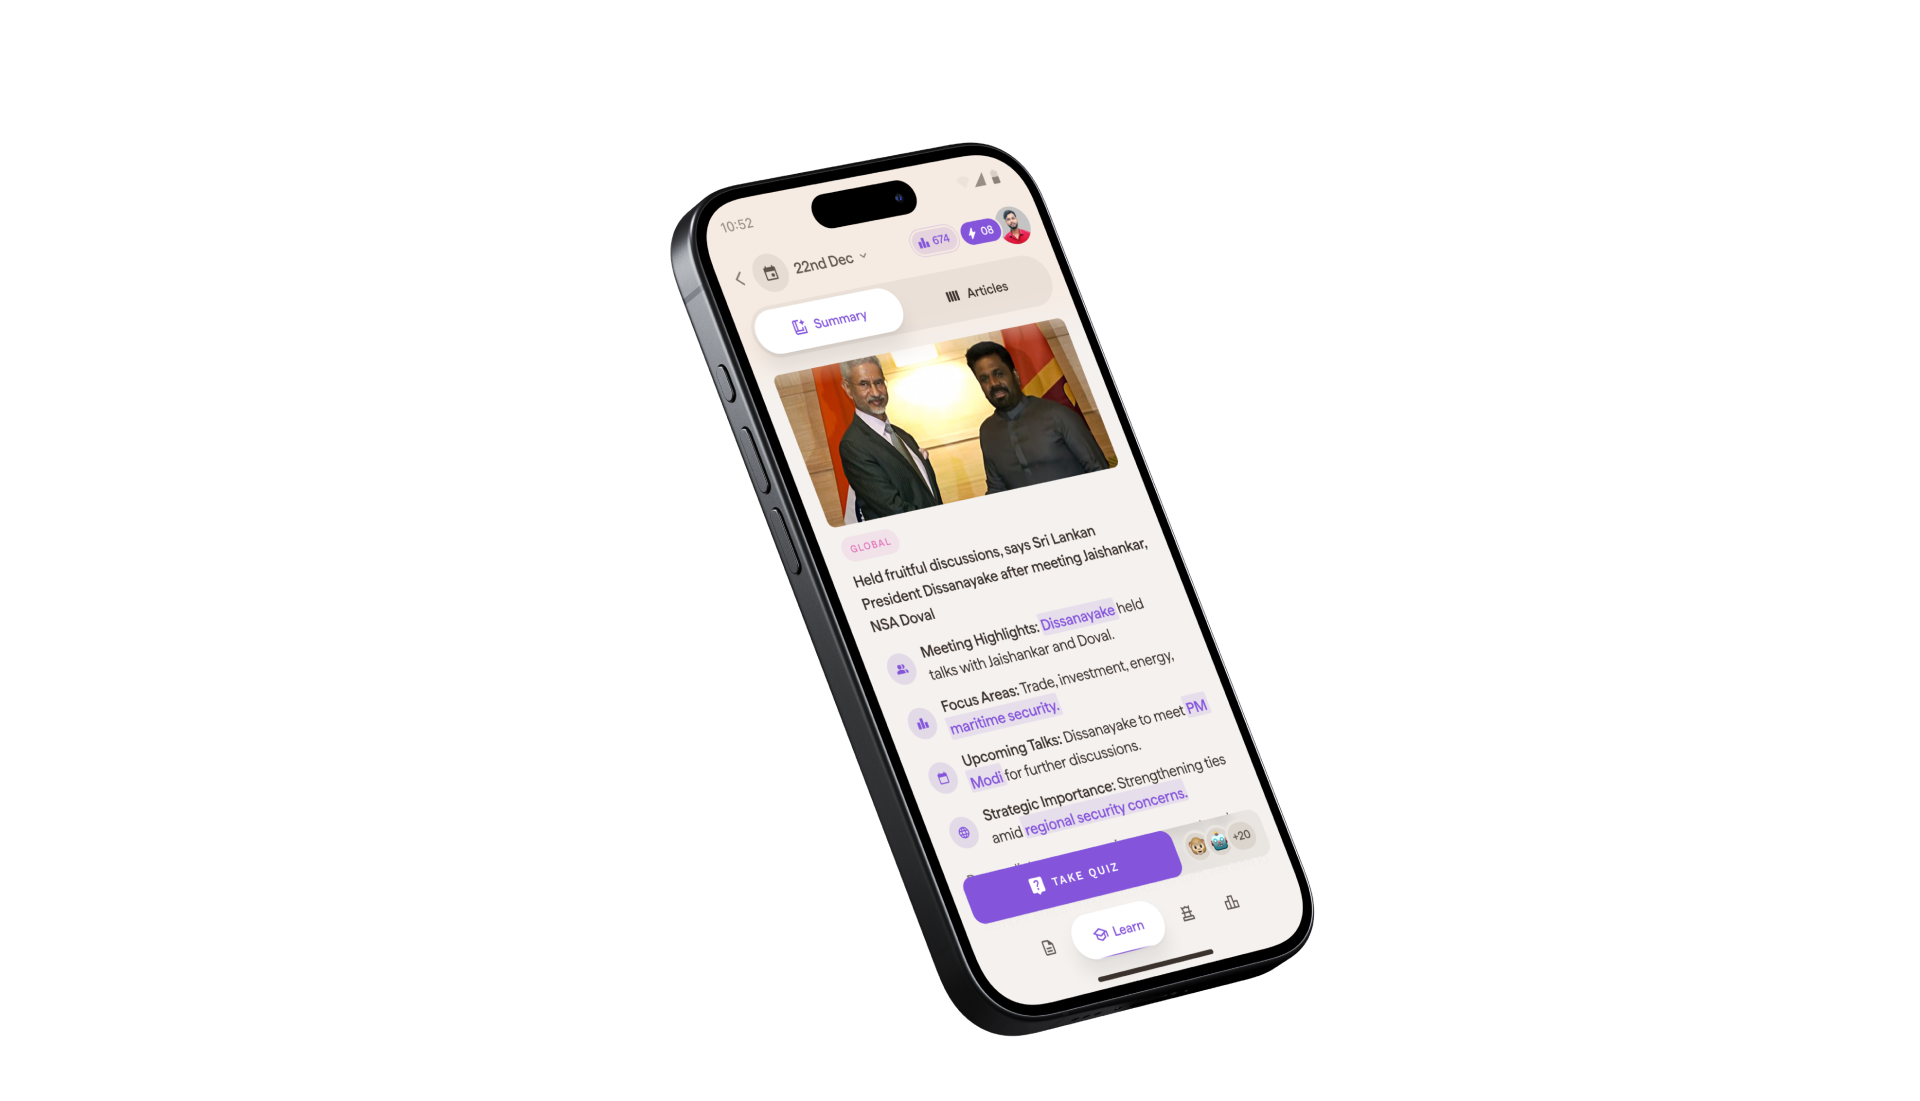 10:52
22nd Dec
674
08
Summary
Articles
GLOBAL
Held fruitful discussions, says Sri Lankan
President Dissanayake after meeting Jaishankar,
NSA Doval
Meeting Highlights: Dissanayake held
talks with Jaishankar and Doval.
Focus Areas: Trade, investment, energy,
maritime security.
Upcoming Talks: Dissanayake to meet PM
Modi for further discussions.
Strategic Importance: Strengthening ties
amid regional security concerns.
TAKE QUIZ
+20
Learn